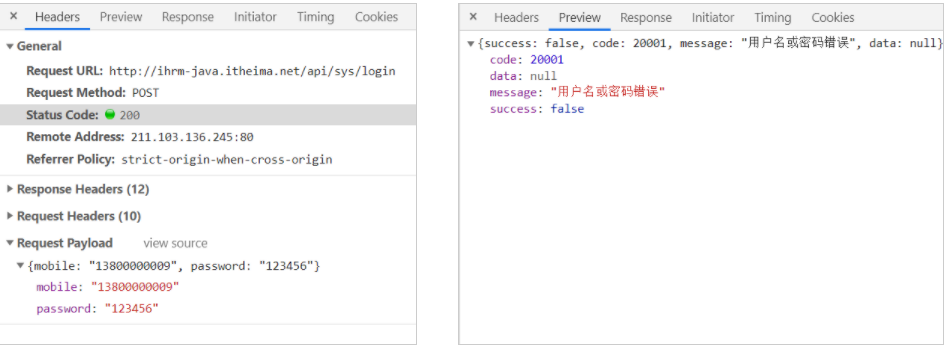 × Headers Preview Response Initiator Timing Cookies
▼ General
Request URL: http://ihrm-java.itheima.net/api/sys/login
Request Method: POST
Status Code: 200
Remote Address: 211.103.136.245:80
Referrer Policy: strict-origin-when-cross-origin
▶ Response Headers (12)
▶ Request Headers (10)
▼ Request Payload view source
▼ {mobile: "13800000009", password: "123456"}
mobile: "13800000009"
password: "123456"
× Headers Preview Response Initiator Timing Cookies
▼ {success: false, code: 20001, message: "用户名或密码错误", data: null}
code: 20001
data: null
message: "用户名或密码错误"
success: false